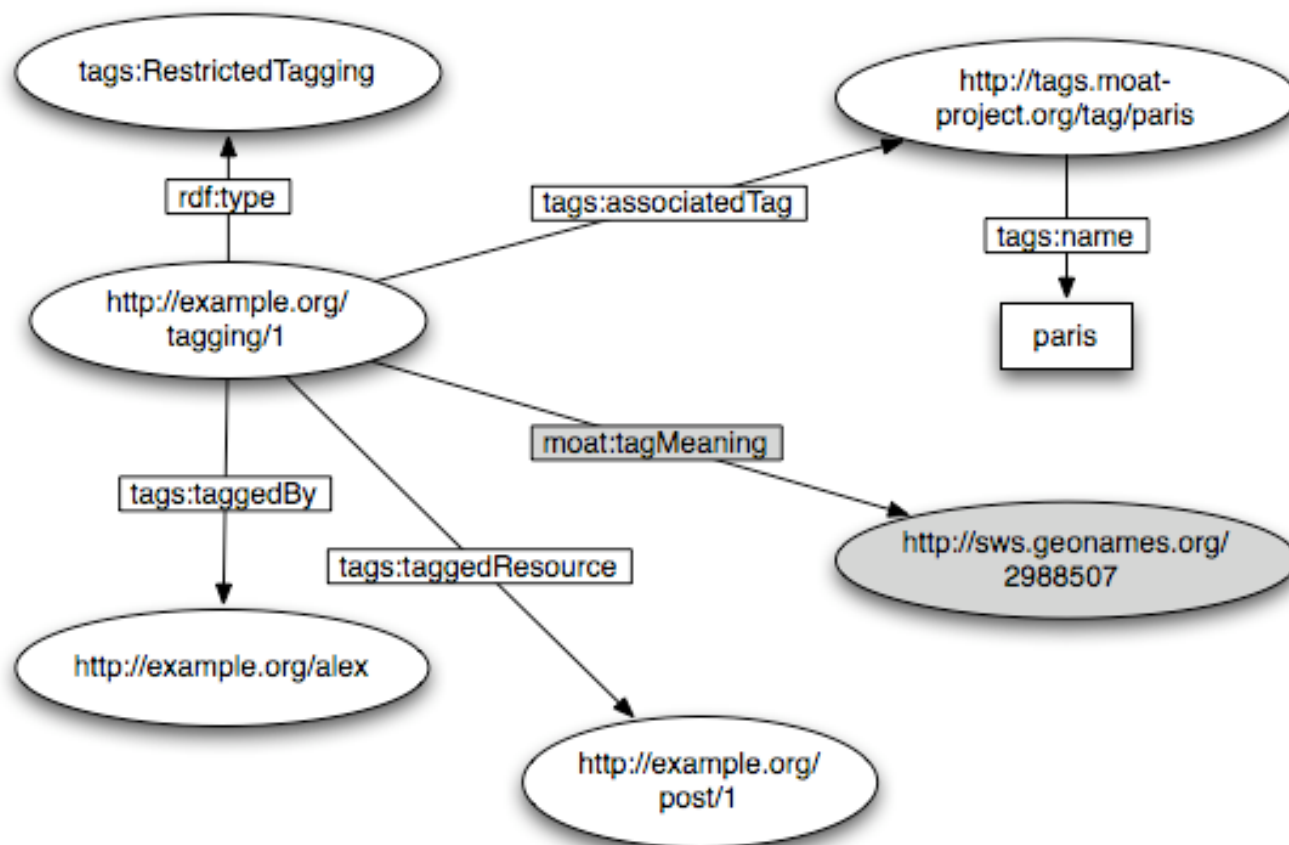 tags:RestrictedTagging
http://tags.moat-
project.org/tag/paris
rdf:type
tags:associatedTag
tags:name
http://example.org/
tagging/1
paris
moat:tagMeaning
tags:taggedBy
tags:taggedResource
http://sws.geonames.org/
2988507
http://example.org/alex
http://example.org/
post/1